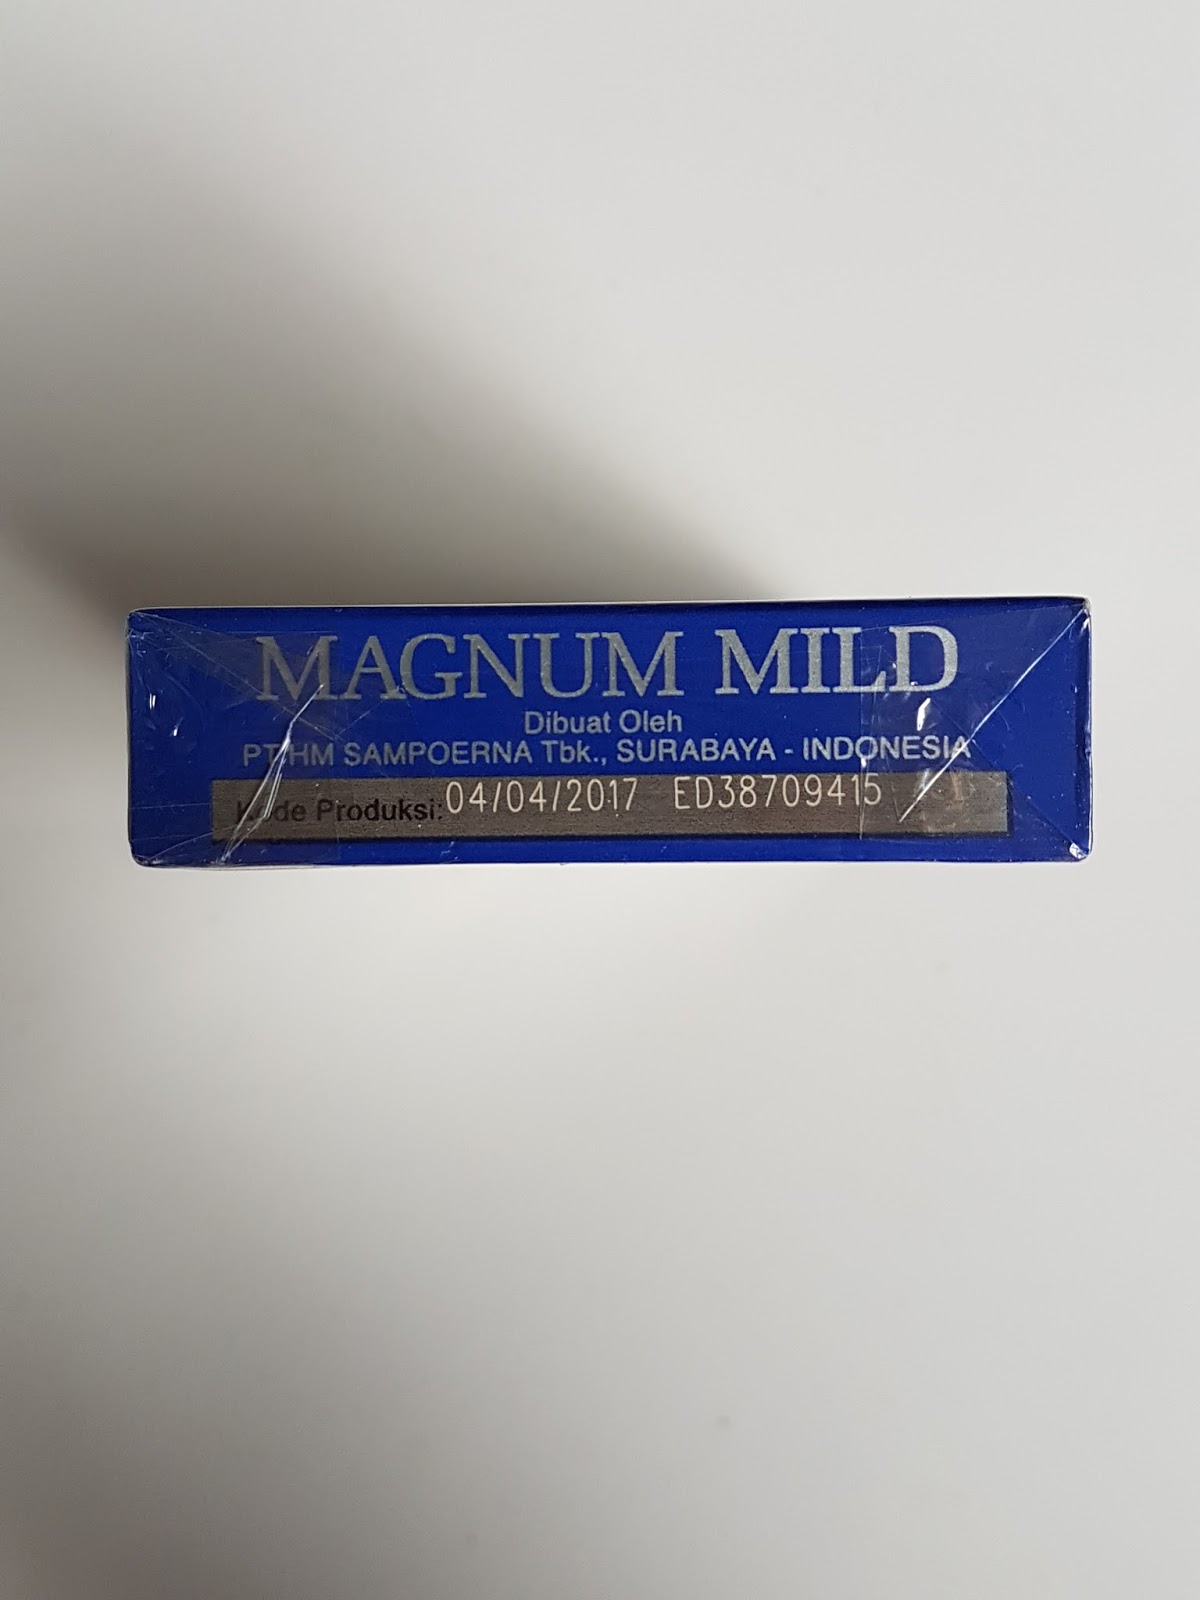 MAGNUM MILD
Dibuat Oleh
PT HM SAMPOERNA Tbk., SURABAYA - INDONESIA
Kode Produksi: 04/04/2017 ED38709415